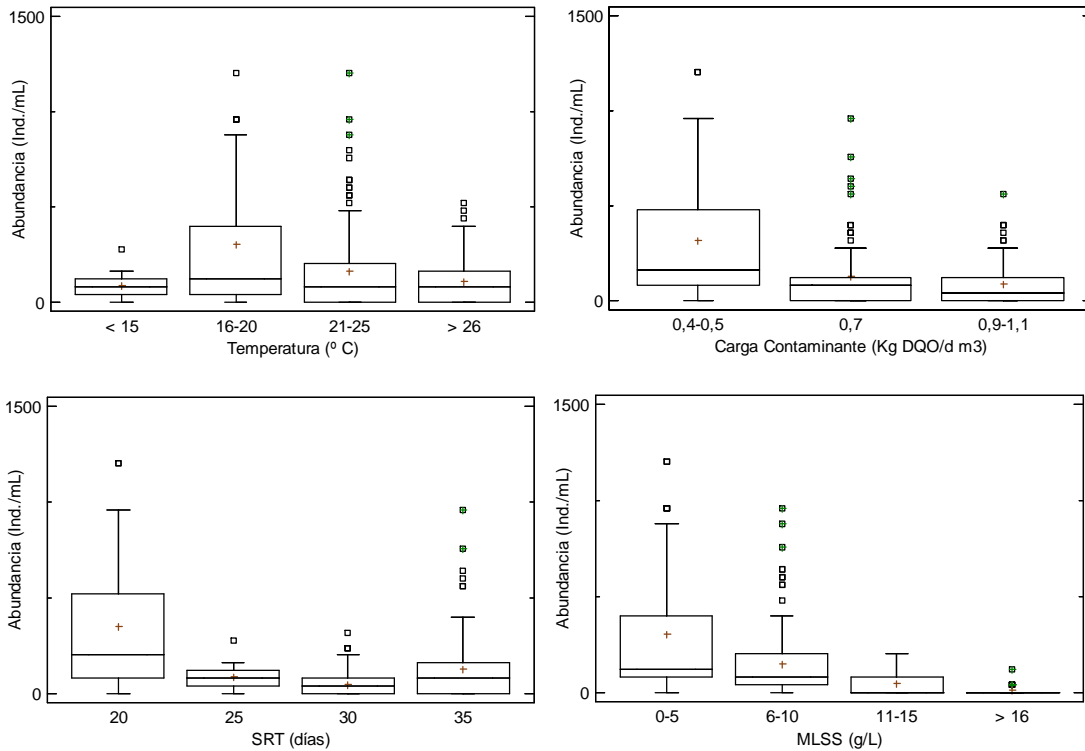 1500
Abundancia (Ind./mL)
0
< 15 16-20 21-25 > 26
Temperatura (º C)
1500
Abundancia (Ind./mL)
0
0,4-0,5 0,7 0,9-1,1
Carga Contaminante (Kg DQO/d m3)
1500
Abundancia (Ind./mL)
0
20 25 30 35
SRT (días)
1500
Abundancia (Ind./mL)
0
0-5 6-10 11-15 > 16
MLSS (g/L)